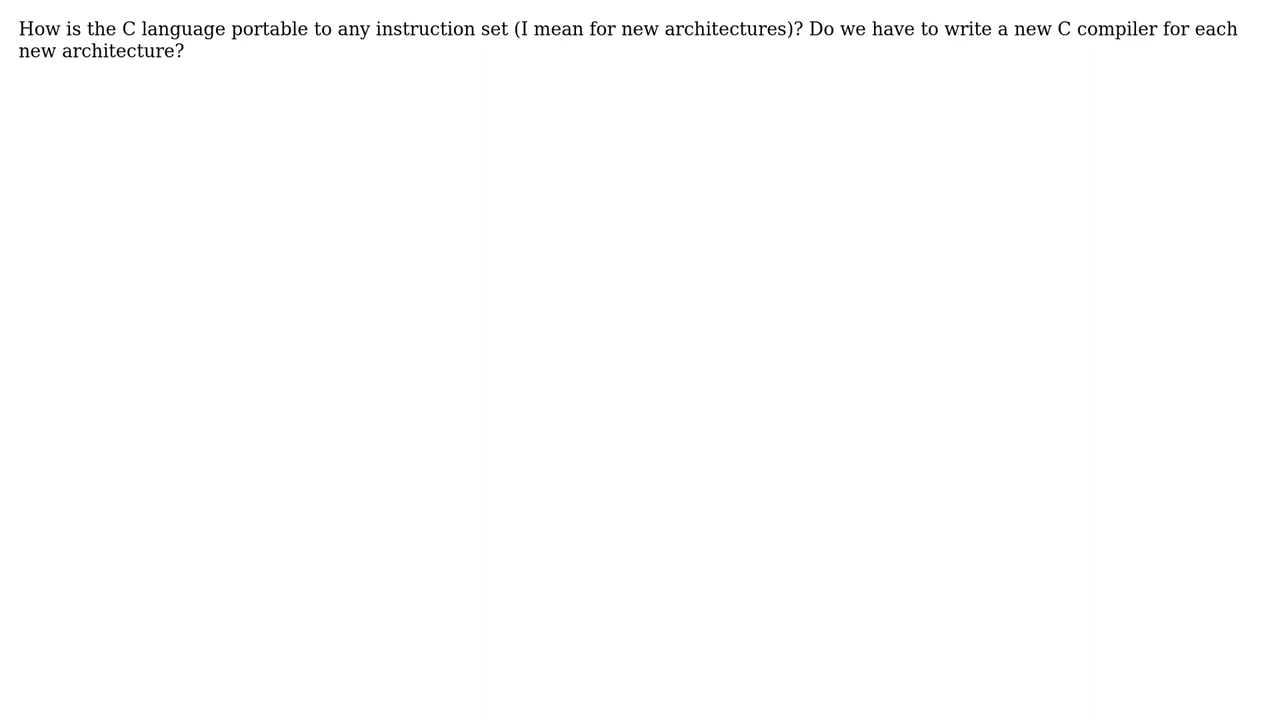 How is the C language portable to any instruction set (I mean for new architectures)? Do we have to write a new C compiler for each
new architecture?